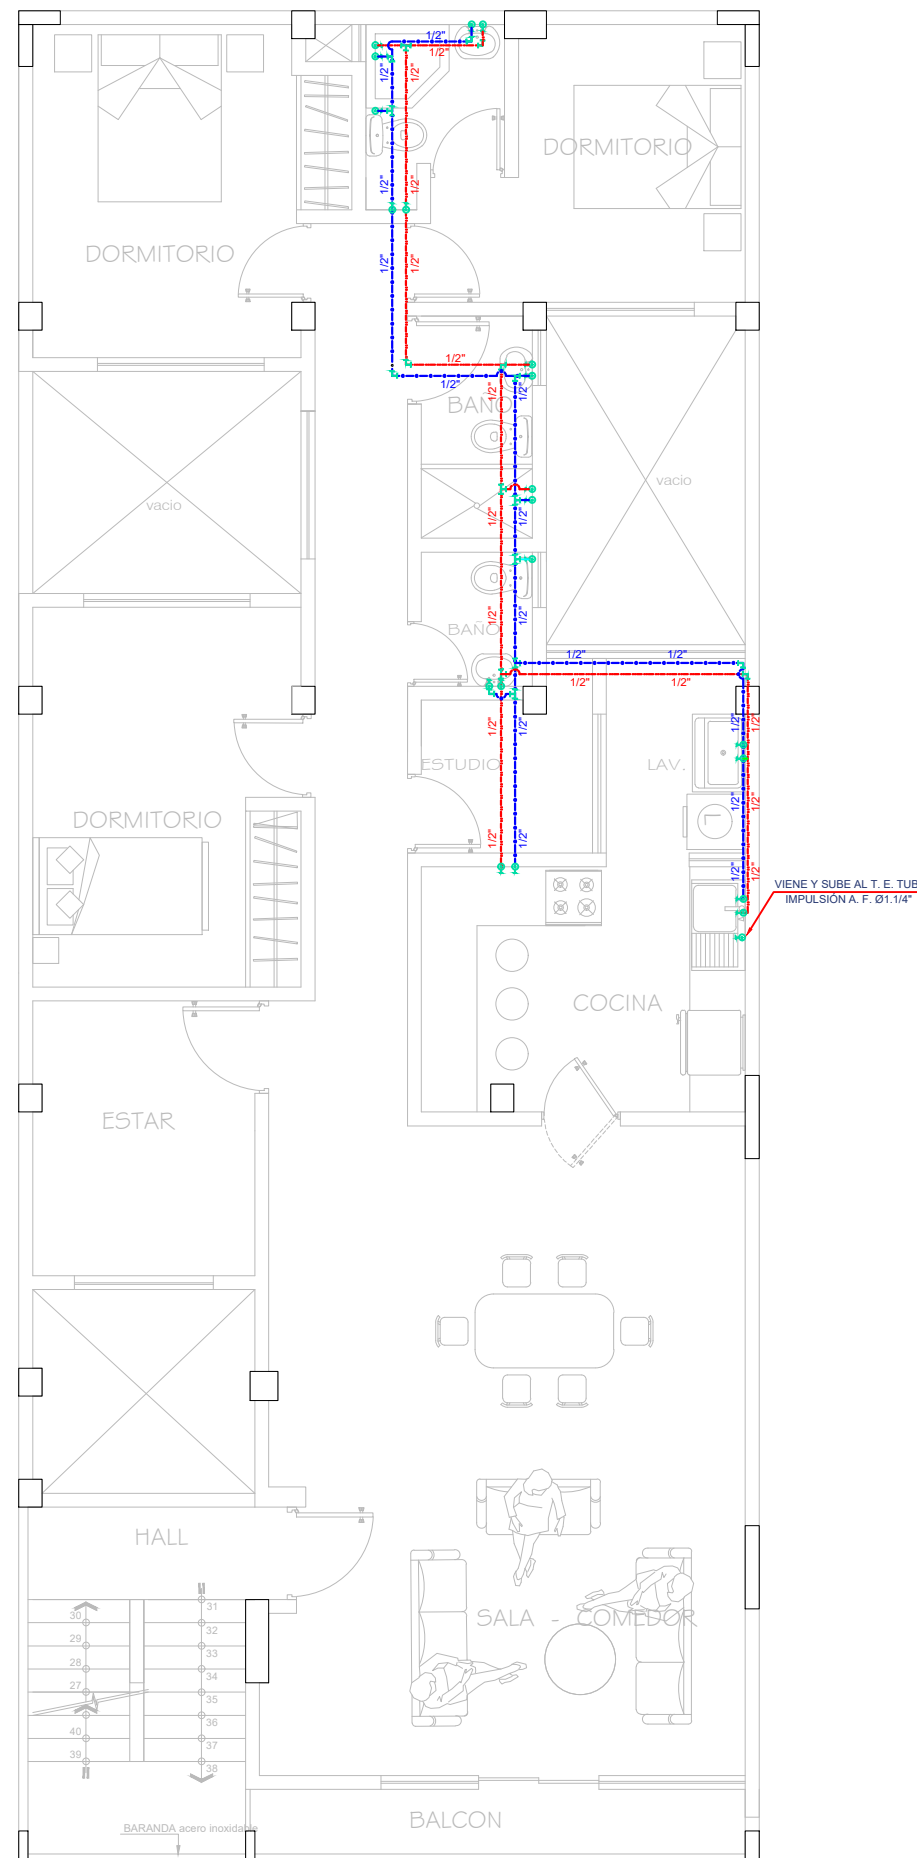 1/2"
1/2"
1/2" 1/2"
DORMITORIO
1/2" 1/2"
DORMITORIO
1/2" 1/2"
1/2"
1/2"
1/2" 1/2"
BAÑO
vacio
vacio
1/2" 1/2"
1/2" 1/2"
BAÑO
1/2" 1/2"
1/2" 1/2"
1/2" 1/2"
1/2" 1/2"
ESTUDIO
LAV.
1/2" 1/2"
DORMITORIO
L
1/2" 1/2"
1/2" 1/2"
VIENE Y SUBE AL T. E. TUB
IMPULSIÓN A. F. Ø1.1/4"
COCINA
ESTAR
HALL
31
30
32
29
33
28
34
27
35
36
40
37
39
38
SALA - COMEDOR
BALCON
BARANDA acero inoxidable